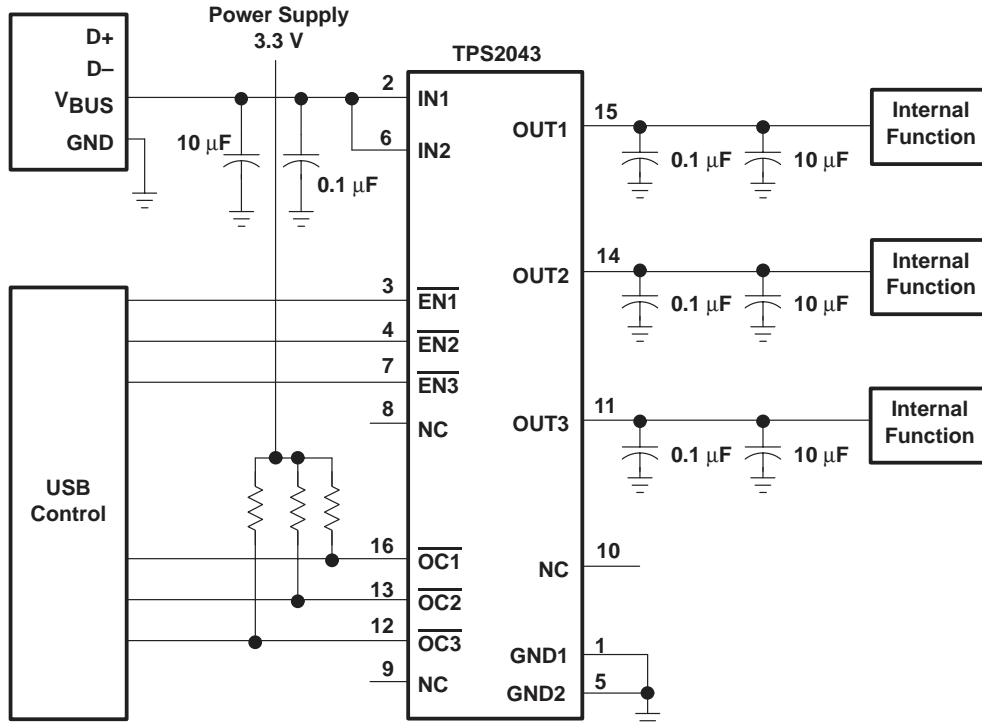 Power Supply
3.3 V
D+
D–
VBUS
GND
10 μF
0.1 μF
TPS2043
2
IN1
6
IN2
3
EN1
4
EN2
7
EN3
8
NC
16
OC1
13
OC2
12
OC3
9
NC
USB
Control
OUT1
15
0.1 μF
10 μF
Internal
Function
OUT2
14
0.1 μF
10 μF
Internal
Function
OUT3
11
0.1 μF
10 μF
Internal
Function
NC
10
GND1
1
GND2
5